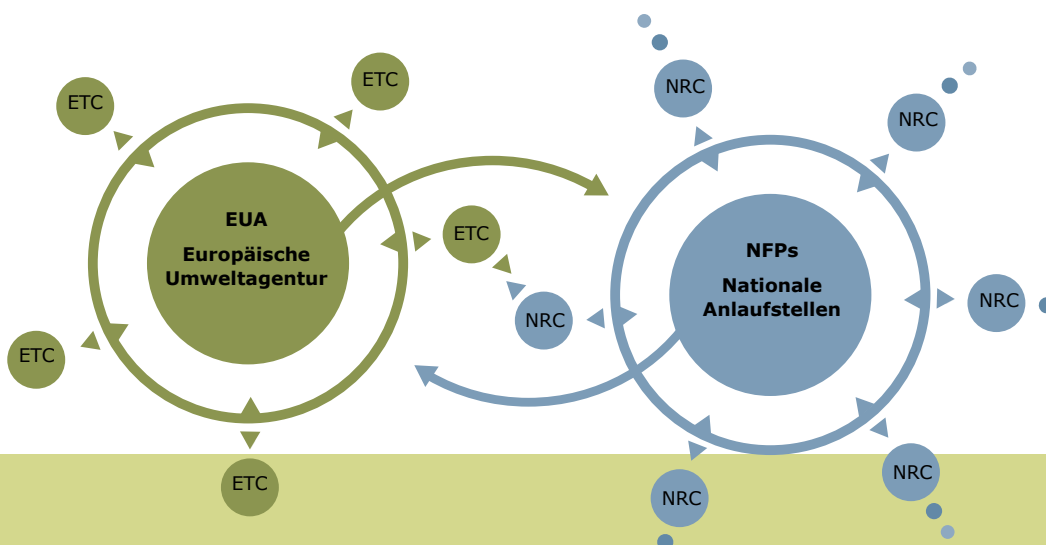 ETC
ETC
NRC
NRC
EUA
Europäische
Umweltagentur
ETC
NRC
NFPs
Nationale
Anlaufstellen
NRC
ETC
ETC
NRC
NRC